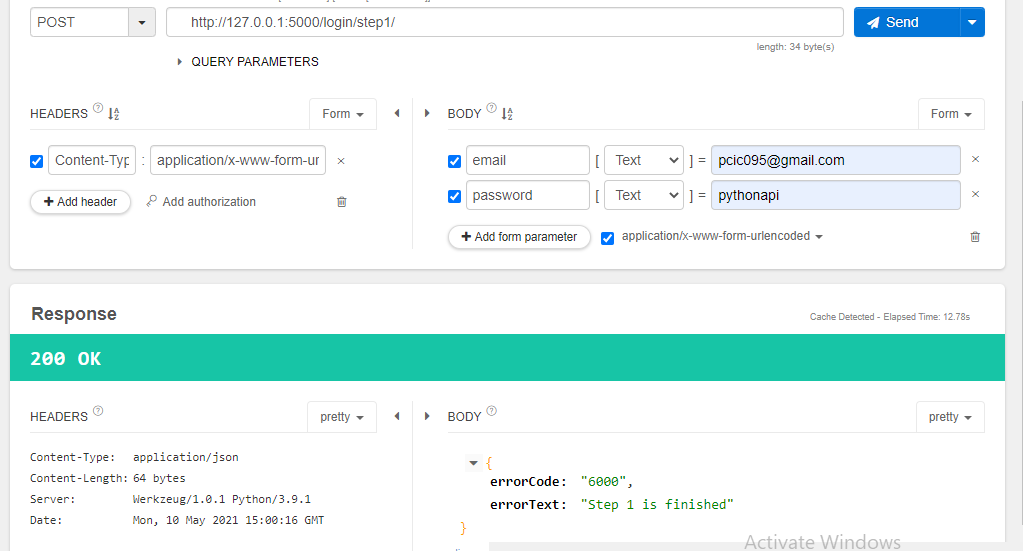 POST http://127.0.0.1:5000/login/step1/ Send
length: 34 byte(s)
QUERY PARAMETERS
HEADERS ? Form BODY ? Form
Content-Typ : application/x-www-form-ur × email [ Text ] = pcic095@gmail.com ×
password [ Text ] = pythonapi ×
+ Add header Add authorization
+ Add form parameter application/x-www-form-urlencoded
Response Cache Detected - Elapsed Time: 12.78s
200 OK
HEADERS ? pretty BODY ? pretty
Content-Type: application/json
Content-Length: 64 bytes
Server: Werkzeug/1.0.1 Python/3.9.1
Date: Mon, 10 May 2021 15:00:16 GMT
{
errorCode: "6000",
errorText: "Step 1 is finished"
}
Activate Windows